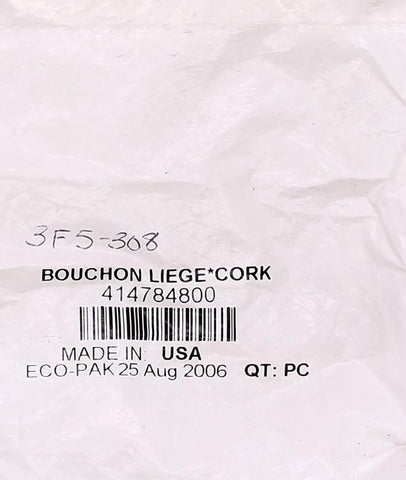 3F5-308
BOUCHON LIEGE*CORK
414784800
MADE IN: USA
ECO-PAK 25 Aug 2006 QT: PC